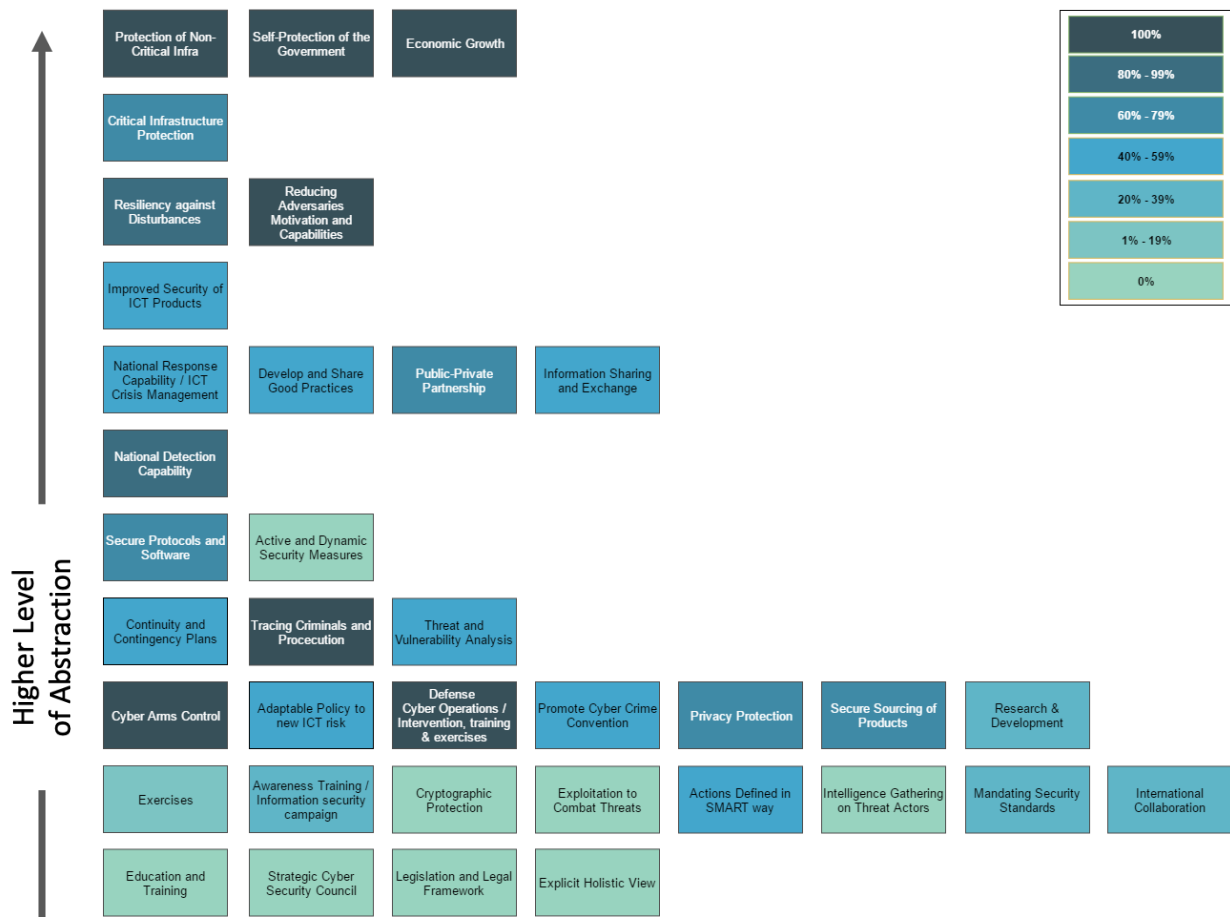 Protection of Non-
Critical Infra
Self-Protection of the
Government
Economic Growth
100%
80% - 99%
60% - 79%
40% - 59%
20% - 39%
1% - 19%
0%
Critical Infrastructure
Protection
Resiliency against
Disturbances
Reducing
Adversaries
Motivation and
Capabilities
Improved Security of
ICT Products
National Response
Capability / ICT
Crisis Management
Develop and Share
Good Practices
Public-Private
Partnership
Information Sharing
and Exchange
National Detection
Capability
Secure Protocols and
Software
Active and Dynamic
Security Measures
Higher Level
of Abstraction
Continuity and
Contingency Plans
Tracing Criminals and
Procecution
Threat and
Vulnerability Analysis
Cyber Arms Control
Adaptable Policy to
new ICT risk
Defense
Cyber Operations /
Intervention, training
& exercises
Promote Cyber Crime
Convention
Privacy Protection
Secure Sourcing of
Products
Research &
Development
Exercises
Awareness Training /
Information security
campaign
Cryptographic
Protection
Exploitation to
Combat Threats
Actions Defined in
SMART way
Intelligence Gathering
on Threat Actors
Mandating Security
Standards
International
Collaboration
Education and
Training
Strategic Cyber
Security Council
Legislation and Legal
Framework
Explicit Holistic View